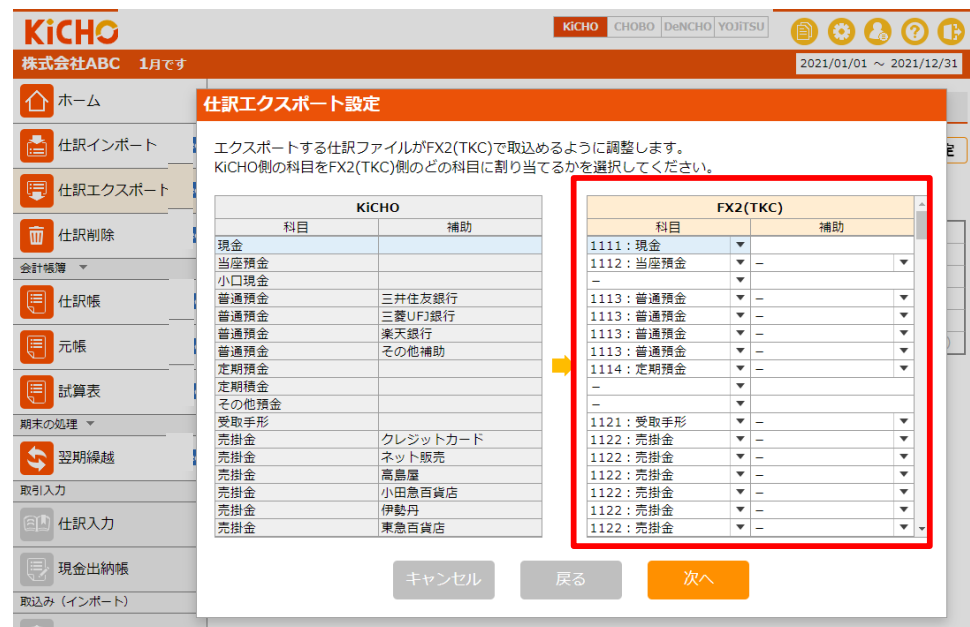 KiCHO
KiCHO CHOBO DeNCHO YOJiTSU
株式会社ABC 1月です
2021/01/01 ～ 2021/12/31
ホーム
仕訳インポート
仕訳エクスポート
仕訳削除
会計帳簿 ▼
仕訳帳
元帳
試算表
期末の処理 ▼
翌期繰越
取引入力
仕訳入力
現金出納帳
取込み（インポート）
仕訳エクスポート設定
エクスポートする仕訳ファイルがFX2(TKC)で取込めるように調整します。
KiCHO側の科目をFX2(TKC)側のどの科目に割り当てるかを選択してください。
KiCHO
科目 補助
現金
当座預金
小口現金
普通預金 三井住友銀行
普通預金 三菱UFJ銀行
普通預金 楽天銀行
普通預金 その他補助
定期預金
定期積金
その他預金
受取手形
売掛金 クレジットカード
売掛金 ネット販売
売掛金 高島屋
売掛金 小田急百貨店
売掛金 伊勢丹
売掛金 東急百貨店
FX2(TKC)
科目 補助
1111：現金 ▼
1112：当座預金 ▼ – ▼
– ▼
1113：普通預金 ▼ – ▼
1113：普通預金 ▼ – ▼
1113：普通預金 ▼ – ▼
1113：普通預金 ▼ – ▼
1114：定期預金 ▼ – ▼
– ▼
– ▼
1121：受取手形 ▼ – ▼
1122：売掛金 ▼ – ▼
1122：売掛金 ▼ – ▼
1122：売掛金 ▼ – ▼
1122：売掛金 ▼ – ▼
1122：売掛金 ▼ – ▼
1122：売掛金 ▼ – ▼
キャンセル 戻る 次へ